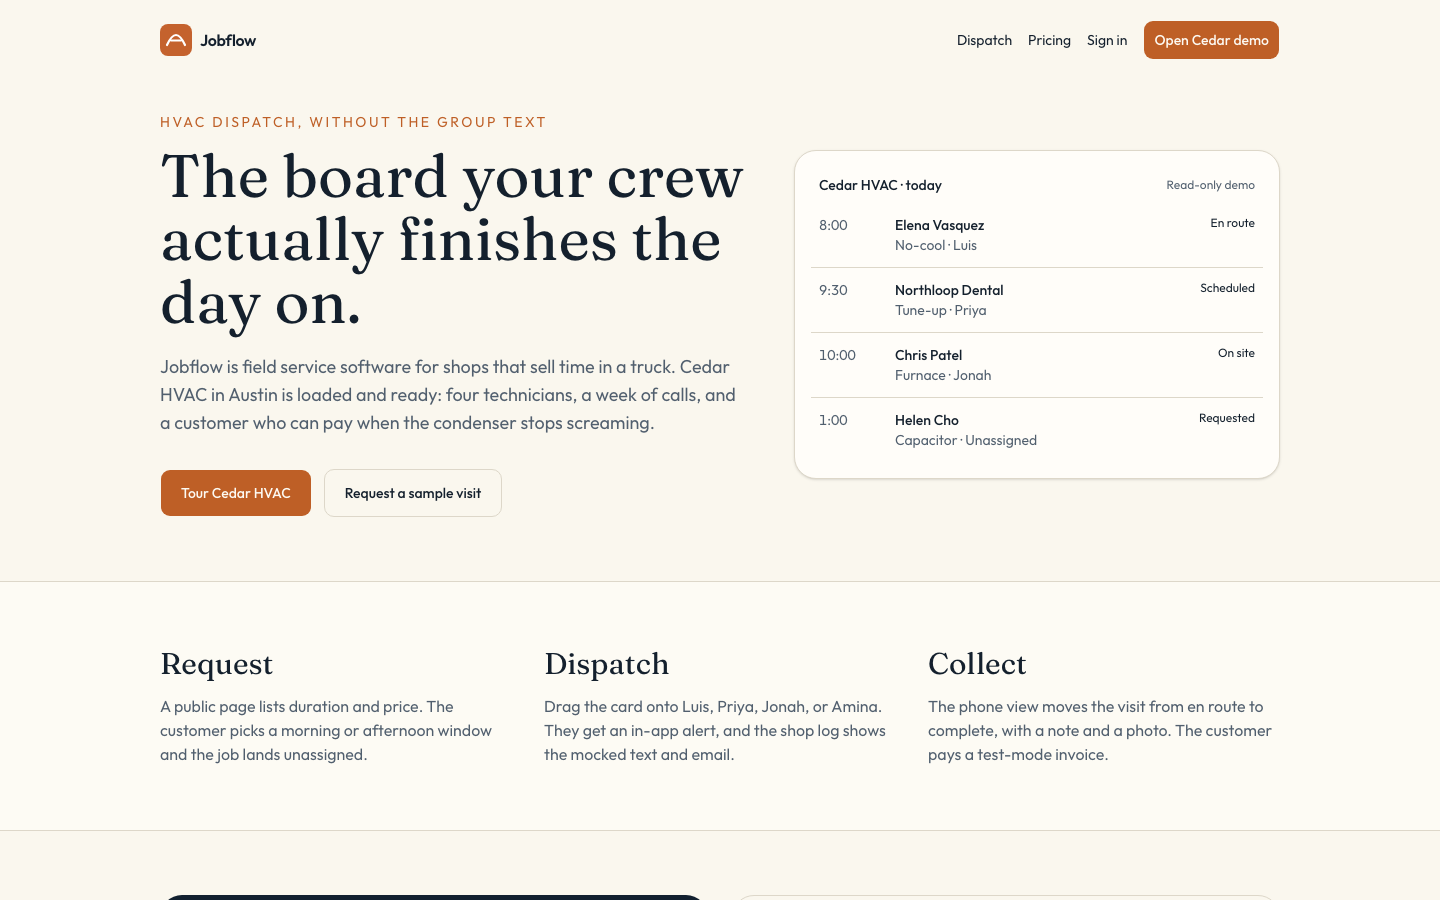 Jobflow
Dispatch
Pricing
Sign in
Open Cedar demo
HVAC DISPATCH, WITHOUT THE GROUP TEXT
The board your crew
actually finishes the
day on.
Jobflow is field service software for shops that sell time in a truck. Cedar
HVAC in Austin is loaded and ready: four technicians, a week of calls, and
a customer who can pay when the condenser stops screaming.
Tour Cedar HVAC
Request a sample visit
Cedar HVAC · today
Read-only demo
8:00
Elena Vasquez
En route
No-cool · Luis
9:30
Northloop Dental
Scheduled
Tune-up · Priya
10:00
Chris Patel
On site
Furnace · Jonah
1:00
Helen Cho
Requested
Capacitor · Unassigned
Request
A public page lists duration and price. The
customer picks a morning or afternoon window
and the job lands unassigned.
Dispatch
Drag the card onto Luis, Priya, Jonah, or Amina.
They get an in-app alert, and the shop log shows
the mocked text and email.
Collect
The phone view moves the visit from en route to
complete, with a note and a photo. The customer
pays a test-mode invoice.